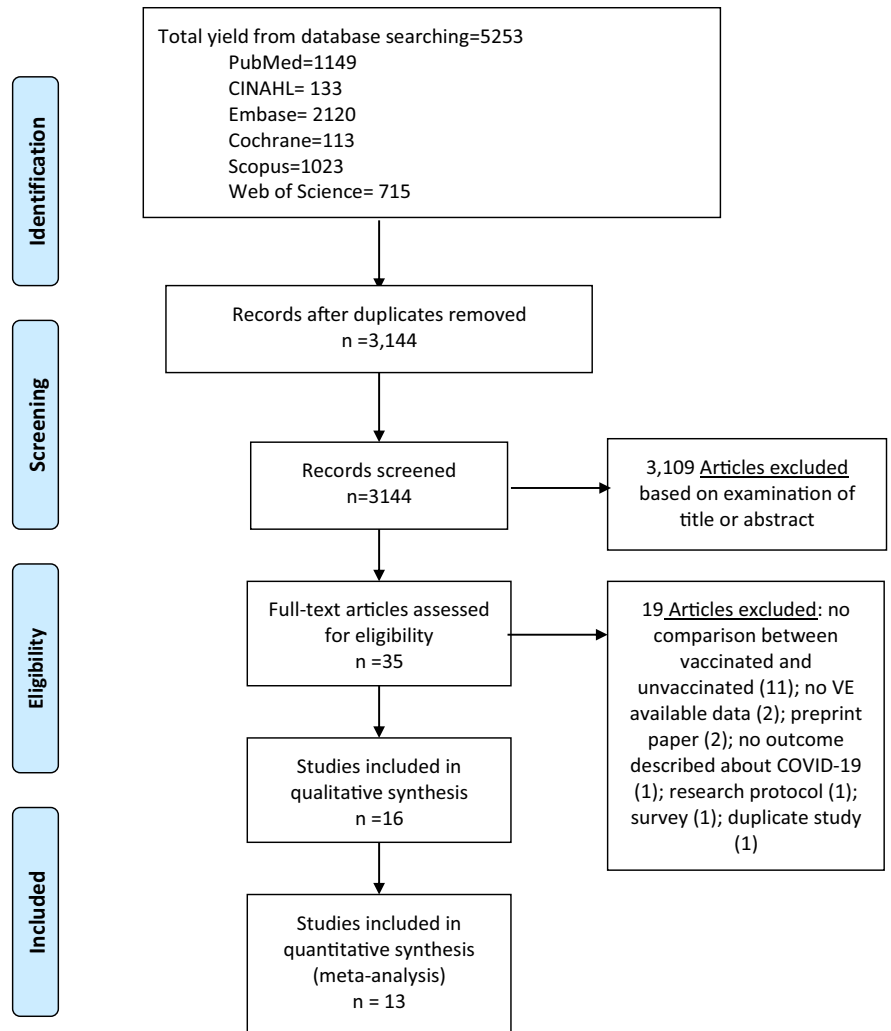 Identification
Total yield from database searching=5253
PubMed=1149
CINAHL= 133
Embase= 2120
Cochrane=113
Scopus=1023
Web of Science= 715
Records after duplicates removed
n =3,144
Screening
Records screened
n=3144
3,109 Articles excluded
based on examination of
title or abstract
Eligibility
Full-text articles assessed
for eligibility
n =35
19 Articles excluded: no
comparison between
vaccinated and
unvaccinated (11); no VE
available data (2); preprint
paper (2); no outcome
described about COVID-19
(1); research protocol (1);
survey (1); duplicate study
(1)
Studies included in
qualitative synthesis
n =16
Included
Studies included in
quantitative synthesis
(meta-analysis)
n = 13